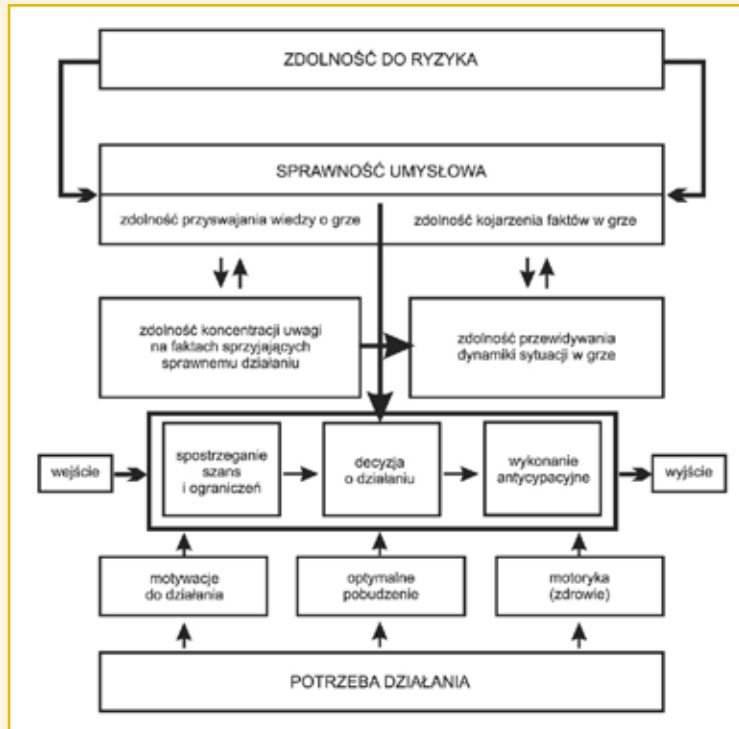 ZDOLNOŚĆ DO RYZYKA
SPRAWNOŚĆ UMYSŁOWA
zdolność przyswajania wiedzy o grze
zdolność kojarzenia faktów w grze
zdolność koncentracji uwagi
na faktach sprzyjających
sprawnemu działaniu
zdolność przewidywania
dynamiki sytuacji w grze
wejście
spostrzeganie
szans
i ograniczeń
decyzja
o działaniu
wykonanie
antycypacyjne
wyjście
motywacje
do działania
optymalne
pobudzenie
motoryka
(zdrowie)
POTRZEBA DZIAŁANIA